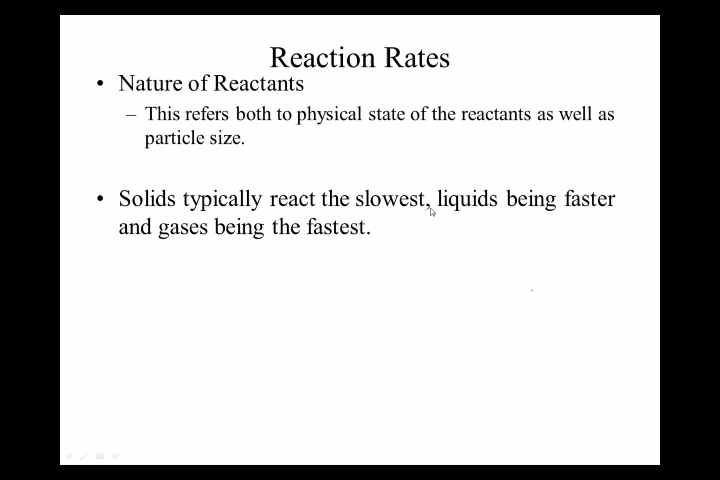 Reaction Rates
• Nature of Reactants
– This refers both to physical state of the reactants as well as
particle size.
• Solids typically react the slowest, liquids being faster
and gases being the fastest.